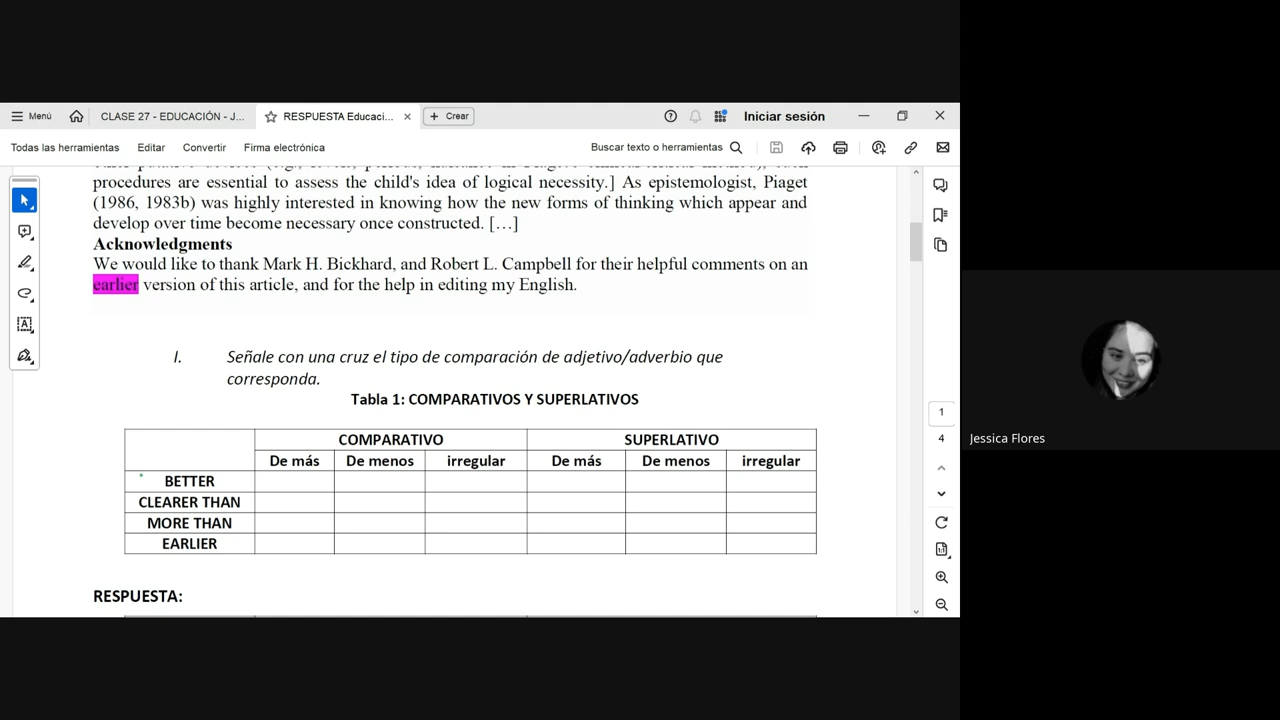 Menú
CLASE 27 - EDUCACIÓN - J...
RESPUESTA Educaci...
Crear
Iniciar sesión
Todas las herramientas
Editar
Convertir
Firma electrónica
Buscar texto o herramientas
procedures are essential to assess the child's idea of logical necessity.] As epistemologist, Piaget
(1986, 1983b) was highly interested in knowing how the new forms of thinking which appear and
develop over time become necessary once constructed. […]
Acknowledgments
We would like to thank Mark H. Bickhard, and Robert L. Campbell for their helpful comments on an
earlier version of this article, and for the help in editing my English.
I. Señale con una cruz el tipo de comparación de adjetivo/adverbio que
corresponda.
Tabla 1: COMPARATIVOS Y SUPERLATIVOS
COMPARATIVO SUPERLATIVO
De más De menos irregular De más De menos irregular
BETTER
CLEARER THAN
MORE THAN
EARLIER
RESPUESTA:
1
4
Jessica Flores